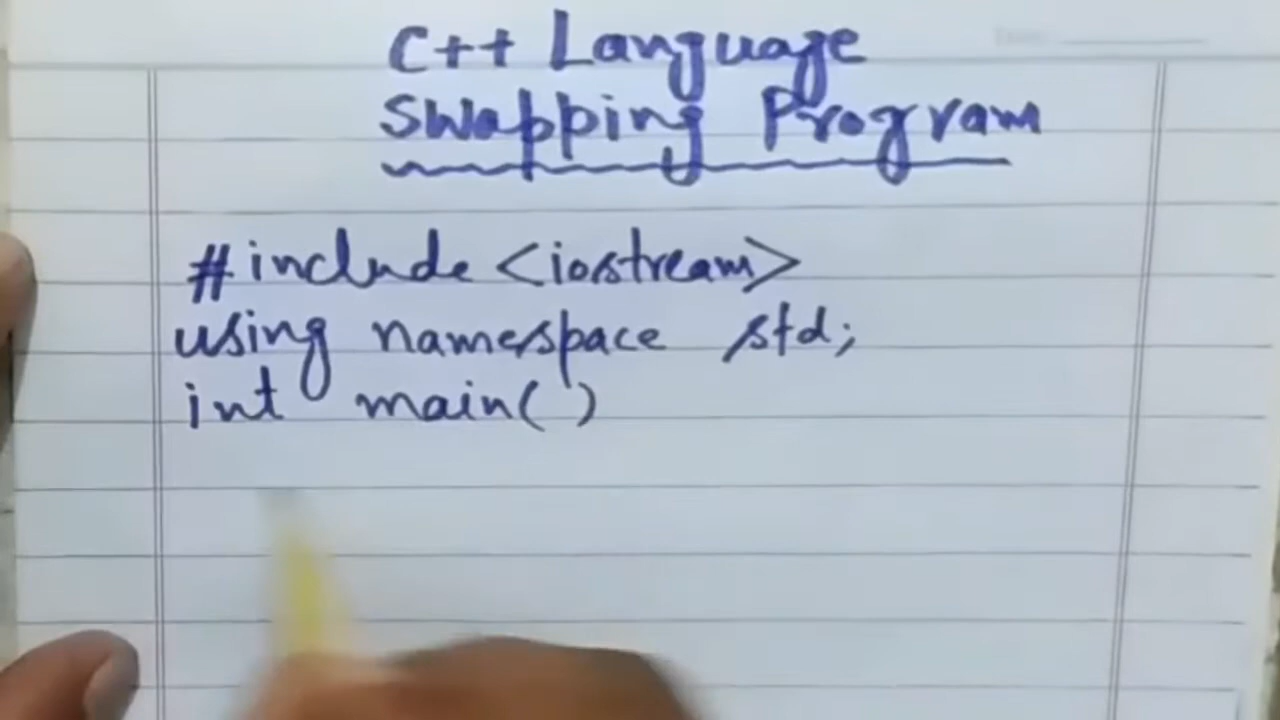 C++ Language
Swapping Program
#include <iostream>
using namespace std;
int main( )